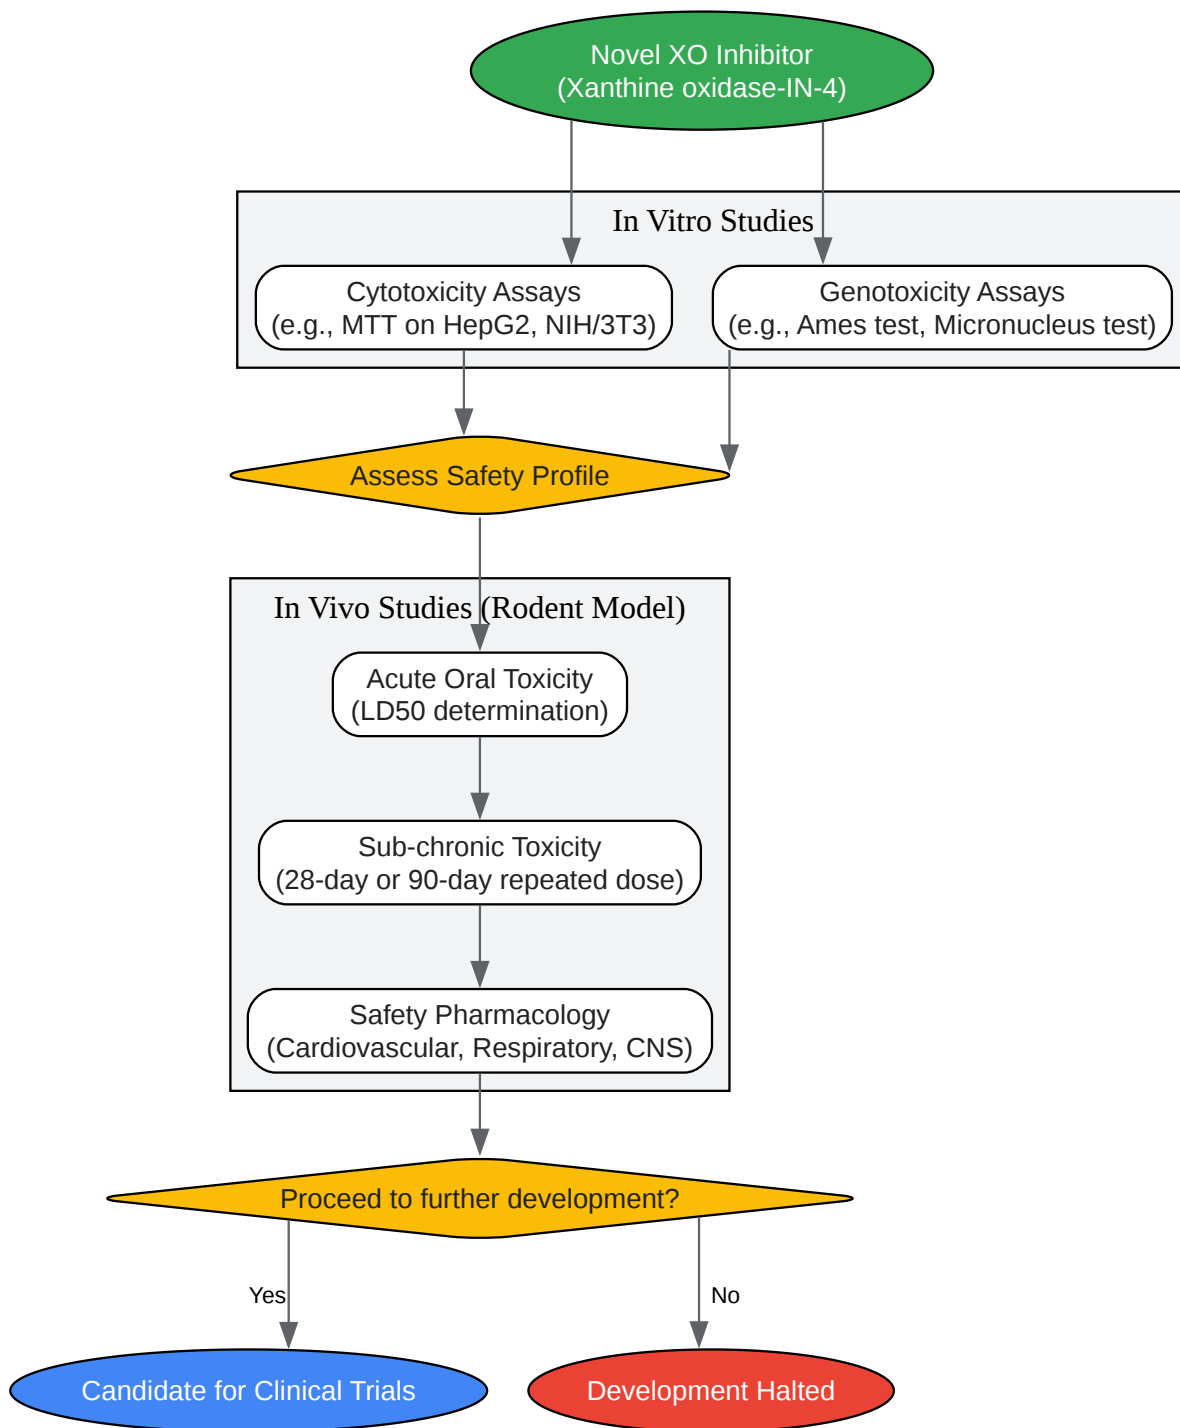 Novel XO Inhibitor
(Xanthine oxidase-IN-4)
In Vitro Studies
Cytotoxicity Assays
(e.g., MTT on HepG2, NIH/3T3)
Genotoxicity Assays
(e.g., Ames test, Micronucleus test)
Assess Safety Profile
In Vivo Studies (Rodent Model)
Acute Oral Toxicity
(LD50 determination)
Sub-chronic Toxicity
(28-day or 90-day repeated dose)
Safety Pharmacology
(Cardiovascular, Respiratory, CNS)
Proceed to further development?
Yes
No
Candidate for Clinical Trials
Development Halted